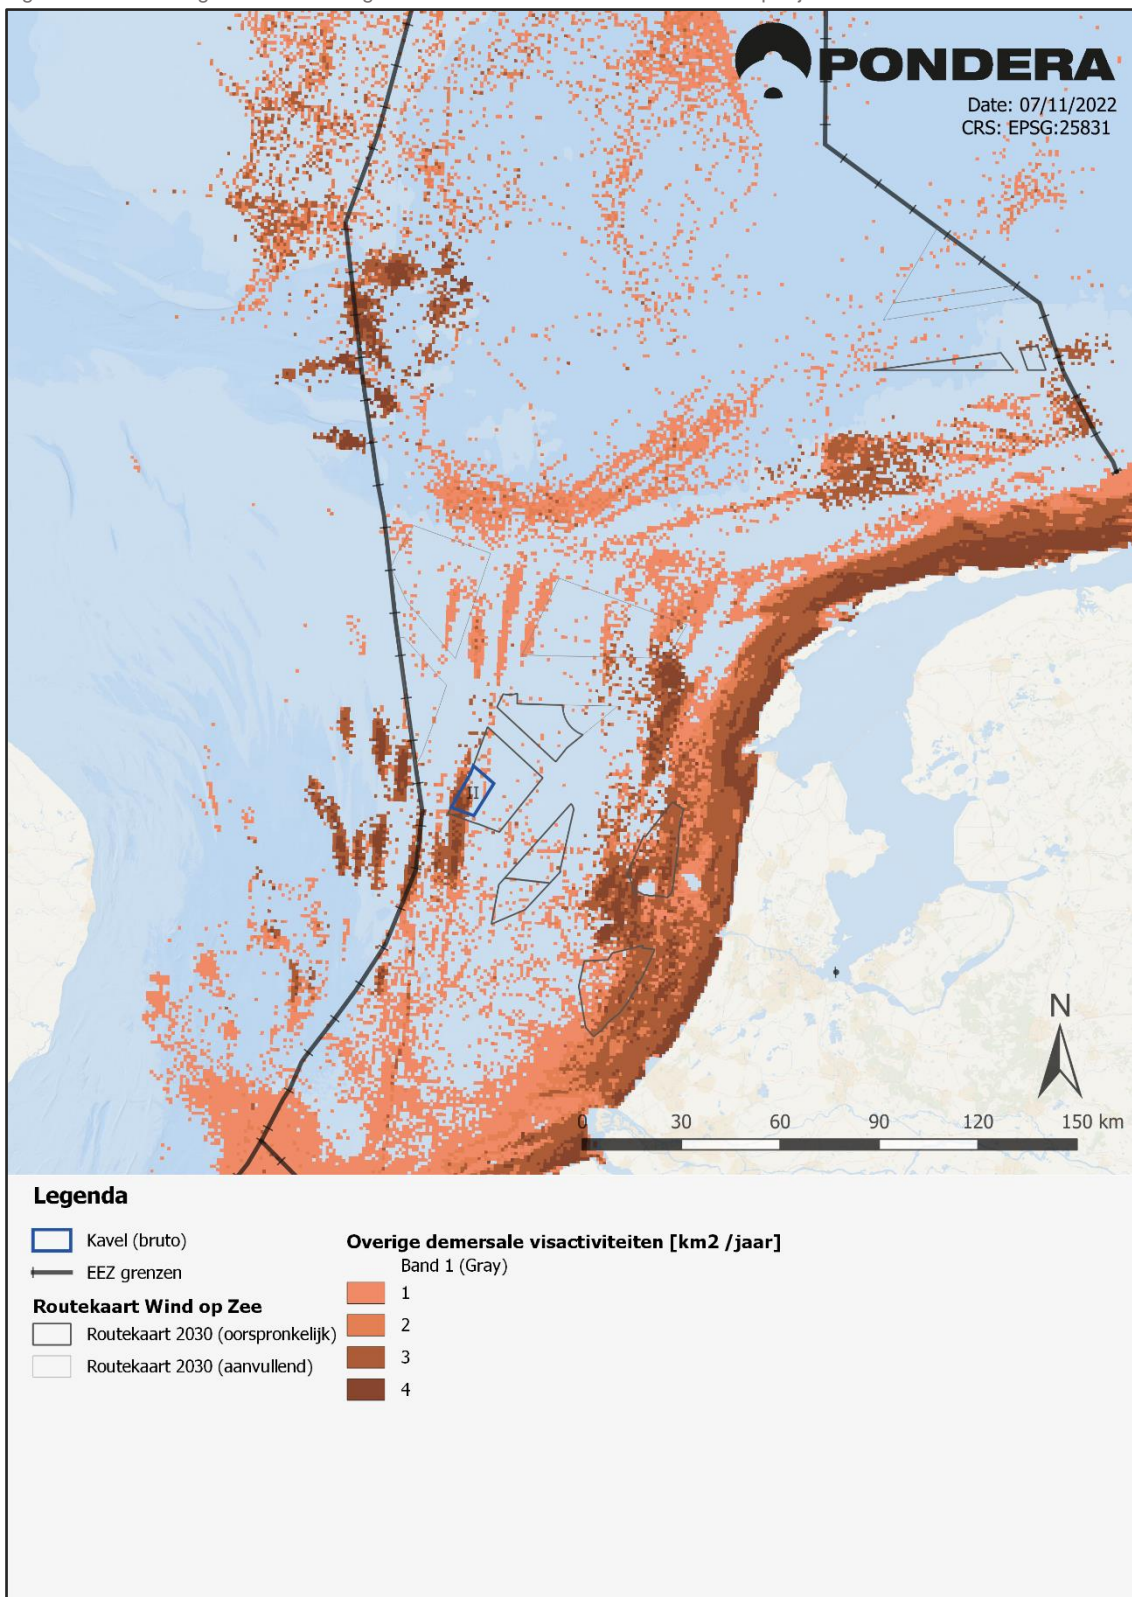 PONDERA
Date: 07/11/2022
CRS: EPSG:25831
II
N
0 30 60 90 120 150 km
Legenda
Kavel (bruto)
EEZ grenzen
Routekaart Wind op Zee
Routekaart 2030 (oorspronkelijk)
Routekaart 2030 (aanvullend)
Overige demersale visactiviteiten [km2 /jaar]
Band 1 (Gray)
1
2
3
4